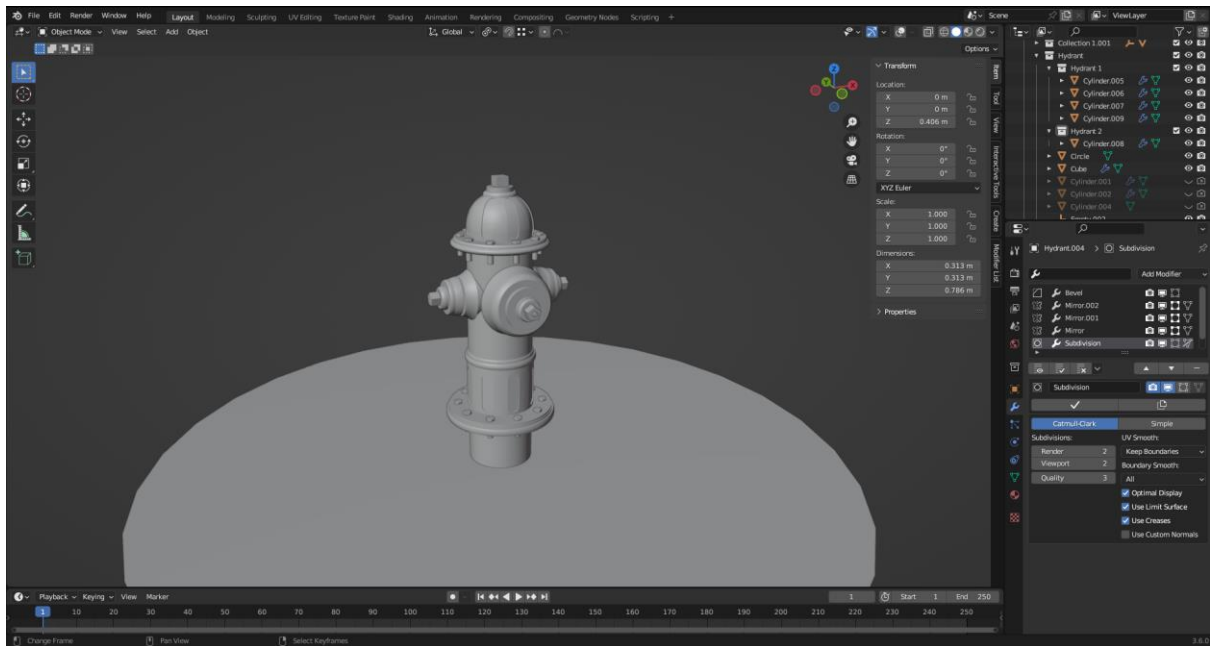 File Edit Render Window Help Layout Modeling Sculpting UV Editing Texture Paint Shading Animation Rendering Compositing Geometry Nodes Scripting + Scene ViewLayer
Object Mode View Select Add Object Global
Options
Transform
Location:
X 0 m
Y 0 m
Z 0.406 m
Rotation:
X 0°
Y 0°
Z 0°
XYZ Euler
Scale:
X 1.000
Y 1.000
Z 1.000
Dimensions:
X 0.313 m
Y 0.313 m
Z 0.786 m
Properties
Item
Tool
View
Interactive Tools
Create
Modifier List
Z
X
Y
Collection 1.001
Hydrant
Hydrant 1
Cylinder.005
Cylinder.006
Cylinder.007
Cylinder.009
Hydrant 2
Cylinder.008
Circle
Cube
Cylinder.001
Cylinder.002
Cylinder.004
Empty.002
Hydrant.004 > Subdivision
Add Modifier
Bevel
Mirror.002
Mirror.001
Mirror
Subdivision
Subdivision
Catmull-Clark Simple
Subdivisions: UV Smooth:
Render 2 Keep Boundaries
Viewport 2 Boundary Smooth:
Quality 3 All
Optimal Display
Use Limit Surface
Use Creases
Use Custom Normals
Playback Keying View Marker 1 Start 1 End 250
1 10 20 30 40 50 60 70 80 90 100 110 120 130 140 150 160 170 180 190 200 210 220 230 240 250
Change Frame Pan View Select Keyframes 3.6.0